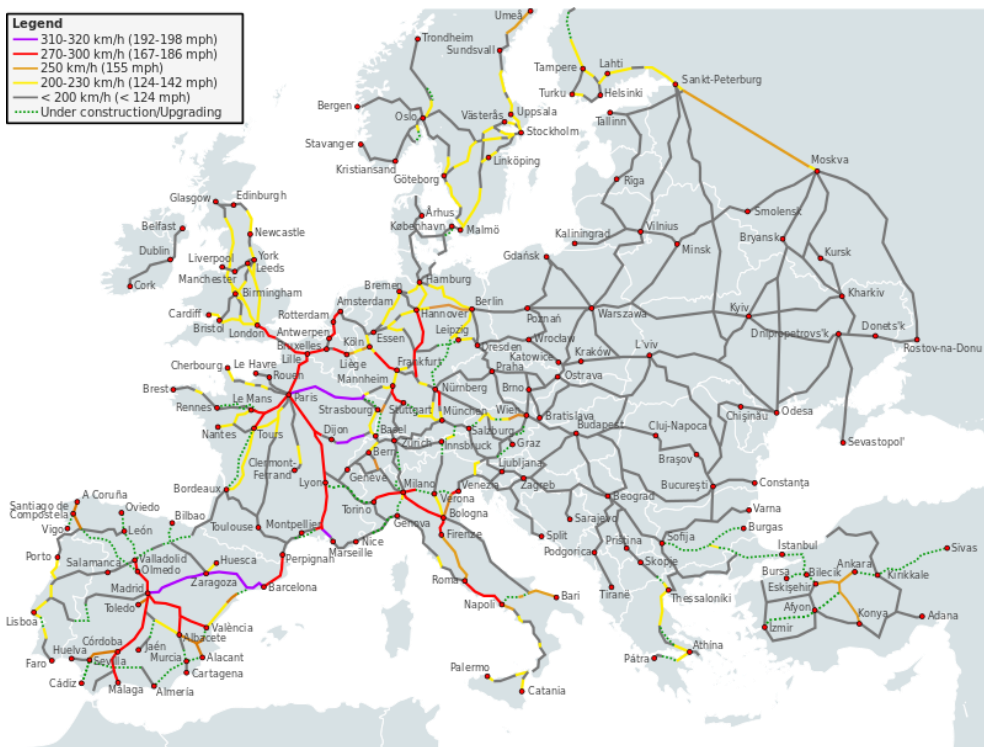 Legend
310-320 km/h (192-198 mph)
270-300 km/h (167-186 mph)
250 km/h (155 mph)
200-230 km/h (124-142 mph)
< 200 km/h (< 124 mph)
Under construction/Upgrading
Umeå
Trondheim
Sundsvall
Tampere
Lahti
Sankt-Peterburg
Turku
Helsinki
Bergen
Oslo
Västerås
Uppsala
Tallinn
Stockholm
Stavanger
Linköping
Kristiansand
Göteborg
Moskva
Rīga
Glasgow
Edinburgh
Århus
Smolensk
København
Malmö
Belfast
Newcastle
Kaliningrad
Vilnius
Minsk
Bryansk
Kursk
Dublin
Liverpool
York
Leeds
Gdańsk
Manchester
Hamburg
Cork
Birmingham
Bremen
Amsterdam
Berlin
Kharkiv
Rotterdam
Hannover
Cardiff
Bristol
London
Antwerpen
Essen
Leipzig
Poznań
Warszawa
Kyiv
Bruxelles
Köln
Dresden
Wrocław
Dnipropetrovs'k
Donets'k
Lille
Liège
Frankfurt
Praha
Katowice
Kraków
L'viv
Rostov-na-Donu
Cherbourg
Le Havre
Rouen
Mannheim
Nürnberg
Brno
Ostrava
Brest
Le Mans
Paris
Rennes
Strasbourg
Stuttgart
München
Wien
Bratislava
Chișinău
Odesa
Nantes
Tours
Dijon
Basel
Zürich
Salzburg
Budapest
Cluj-Napoca
Sevastopol'
Bern
Innsbruck
Graz
Clermont-
Ferrand
Genève
Ljubljana
Brașov
Bordeaux
Lyon
Milano
Verona
Venezia
Zagreb
București
Constanța
Santiago de
Compostela
A Coruña
Oviedo
Torino
Bologna
Beograd
Bilbao
Genova
Varna
Vigo
León
Toulouse
Montpellier
Firenze
Sarajevo
Burgas
Nice
Marseille
Split
Priština
Sofija
Porto
Valladolid
Huesca
Perpignan
Podgorica
İstanbul
Sivas
Salamanca
Olmedo
Skopje
Bursa
Bilecik
Ankara
Madrid
Zaragoza
Barcelona
Roma
Eskişehir
Kırıkkale
Toledo
Napoli
Bari
Tiranë
Thessaloníki
Lisboa
València
Afyon
Konya
Adana
Córdoba
Albacete
İzmir
Huelva
Jaén
Alacant
Athína
Faro
Sevilla
Murcia
Palermo
Pátra
Cartagena
Cádiz
Málaga
Almería
Catania